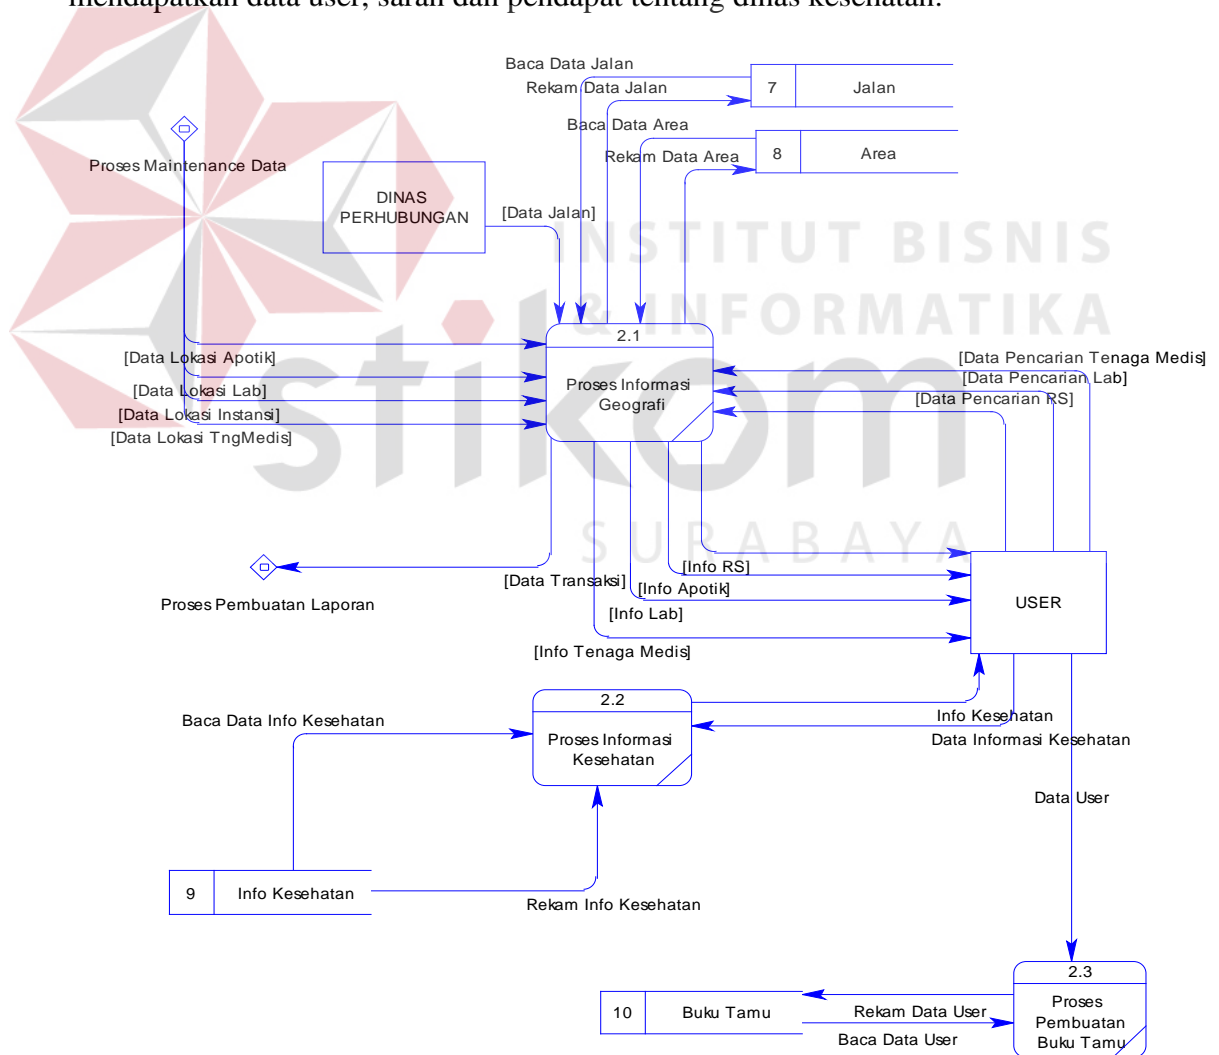 mendapatkan data user, saran dan pendapat tentang dinas kesehatan.
Baca Data Jalan
Rekam Data Jalan
7
Jalan
Baca Data Area
Rekam Data Area
8
Area
Proses Maintenance Data
DINAS
PERHUBUNGAN
[Data Jalan]
INSTITUT BISNIS
& INFORMATIKA
stikom
SURABAYA
2.1
Proses Informasi
Geografi
[Data Lokasi Apotik]
[Data Lokasi Lab]
[Data Lokasi Instansi]
[Data Lokasi TngMedis]
[Data Pencarian Tenaga Medis]
[Data Pencarian Lab]
[Data Pencarian RS]
[Data Transaksi]
Proses Pembuatan Laporan
[Info RS]
[Info Apotik]
[Info Lab]
[Info Tenaga Medis]
USER
2.2
Proses Informasi
Kesehatan
Baca Data Info Kesehatan
Info Kesehatan
Data Informasi Kesehatan
Data User
9
Info Kesehatan
Rekam Info Kesehatan
2.3
Proses
Pembuatan
Buku Tamu
10
Buku Tamu
Rekam Data User
Baca Data User